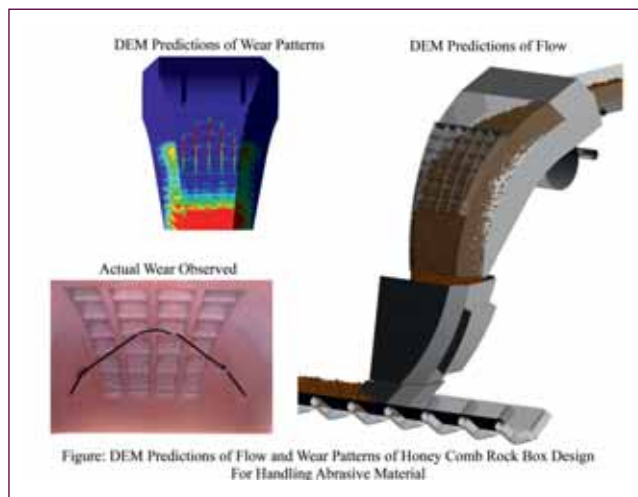 DEM Predictions of Wear Patterns
DEM Predictions of Flow
Actual Wear Observed
Figure: DEM Predictions of Flow and Wear Patterns of Honey Comb Rock Box Design
For Handling Abrasive Material